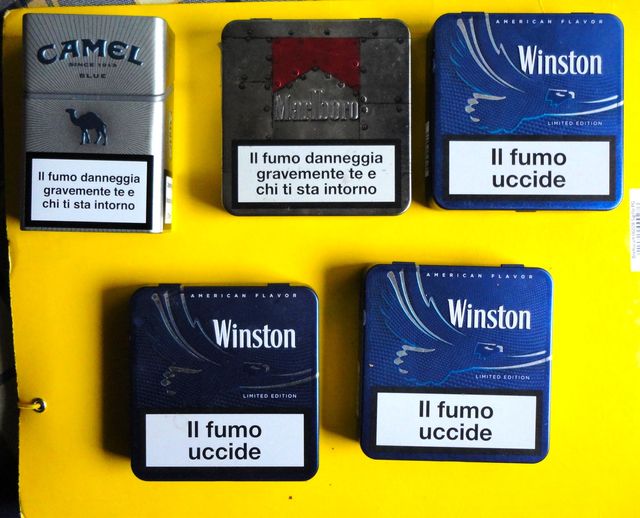 CAMEL
SINCE 1913
BLUE
Il fumo danneggia
gravemente te e
chi ti sta intorno
Marlboro
Il fumo danneggia
gravemente te e
chi ti sta intorno
AMERICAN FLAVOR
Winston
LIMITED EDITION
Il fumo
uccide
AMERICAN FLAVOR
Winston
LIMITED EDITION
Il fumo
uccide
AMERICAN FLAVOR
Winston
LIMITED EDITION
Il fumo
uccide